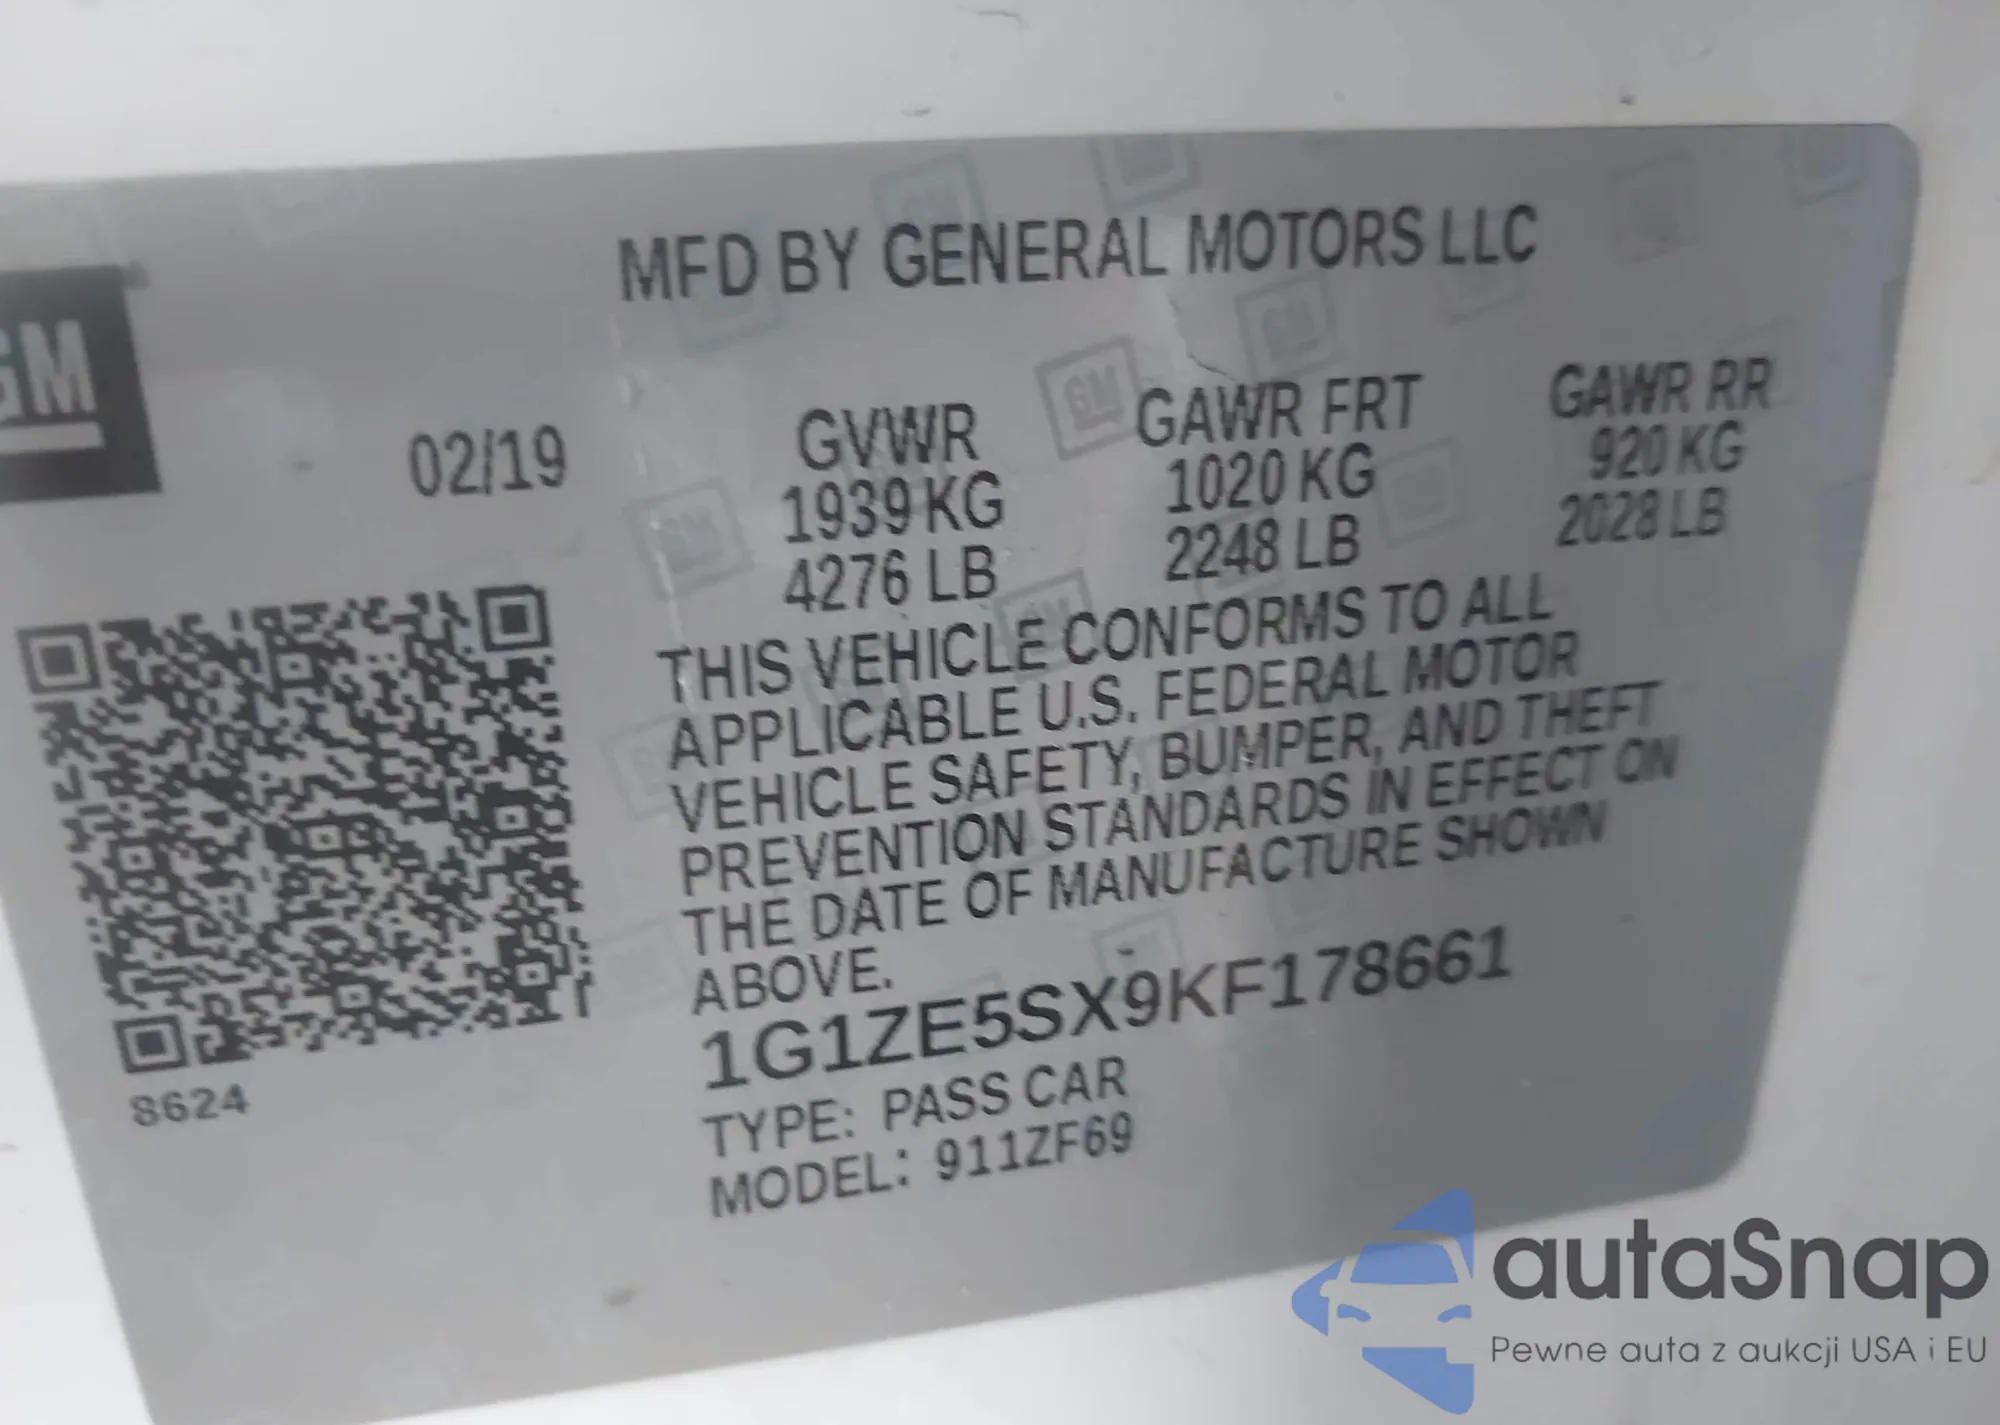 MFD BY GENERAL MOTORS LLC
GM
02/19
GVWR
1939 KG
4276 LB
GAWR FRT
1020 KG
2248 LB
GAWR RR
920 KG
2028 LB
THIS VEHICLE CONFORMS TO ALL
APPLICABLE U.S. FEDERAL MOTOR
VEHICLE SAFETY, BUMPER, AND THEFT
PREVENTION STANDARDS IN EFFECT ON
THE DATE OF MANUFACTURE SHOWN
ABOVE.
1G1ZE5SX9KF178661
TYPE: PASS CAR
MODEL: 911ZF69
8624
autaSnap
Pewne auta z aukcji USA i EU